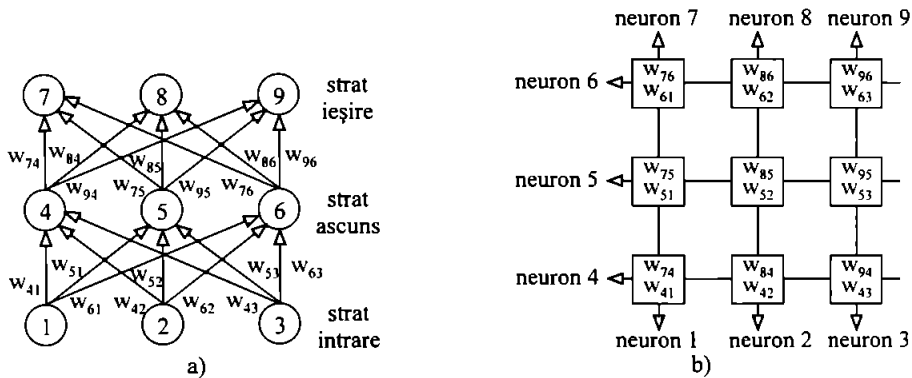 7 8 9 strat
ieşire
w74 w84 w85 w86 w96
w94 w75 w95 w76
4 5 6 strat
ascuns
w51 w52 w53 w63
w41 w61 w42 w62 w43
1 2 3 strat
intrare
a)
neuron 7 neuron 8 neuron 9
neuron 6 w76 w86 w96
w61 w62 w63
neuron 5 w75 w85 w95
w51 w52 w53
neuron 4 w74 w84 w94
w41 w42 w43
neuron 1 neuron 2 neuron 3
b)